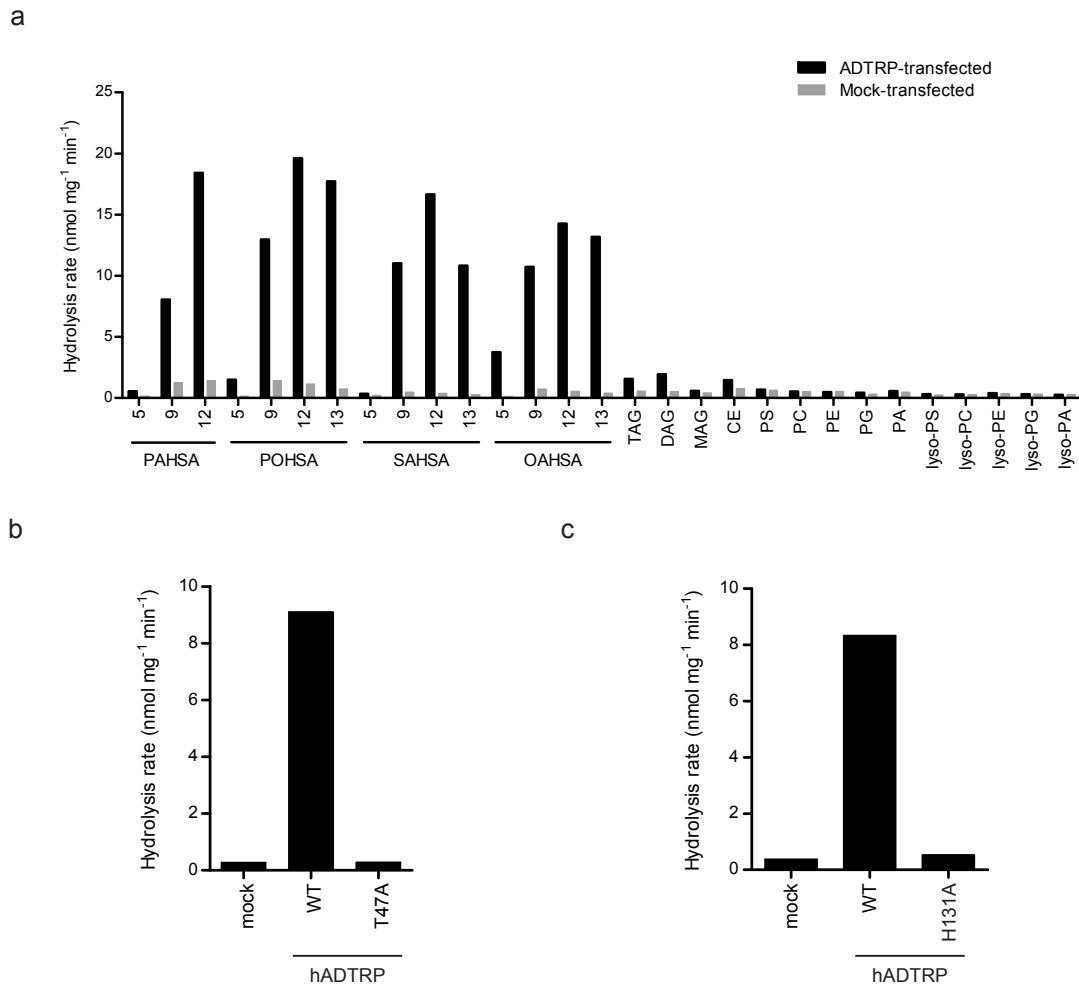 a
ADTRP-transfected
Mock-transfected
25
20
15
10
5
0
Hydrolysis rate (nmol mg⁻¹ min⁻¹)
5 9 12 5 9 12 13 5 9 12 13 5 9 12 13 TAG DAG MAG CE PS PC PE PG PA lyso-PS lyso-PC lyso-PE lyso-PG lyso-PA
PAHSA POHSA SAHSA OAHSA
b
10
8
6
4
2
0
Hydrolysis rate (nmol mg⁻¹ min⁻¹)
mock WT T47A
hADTRP
c
10
8
6
4
2
0
Hydrolysis rate (nmol mg⁻¹ min⁻¹)
mock WT H131A
hADTRP